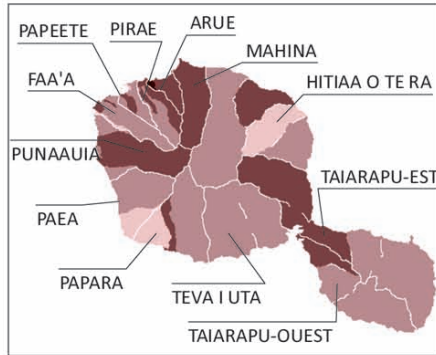 PAPEETE
PIRAE
ARUE
MAHINA
FAA'A
HITIAA O TE RA
PUNAAUIA
TAIARAPU-EST
PAEA
PAPARA
TEVA I UTA
TAIARAPU-OUEST